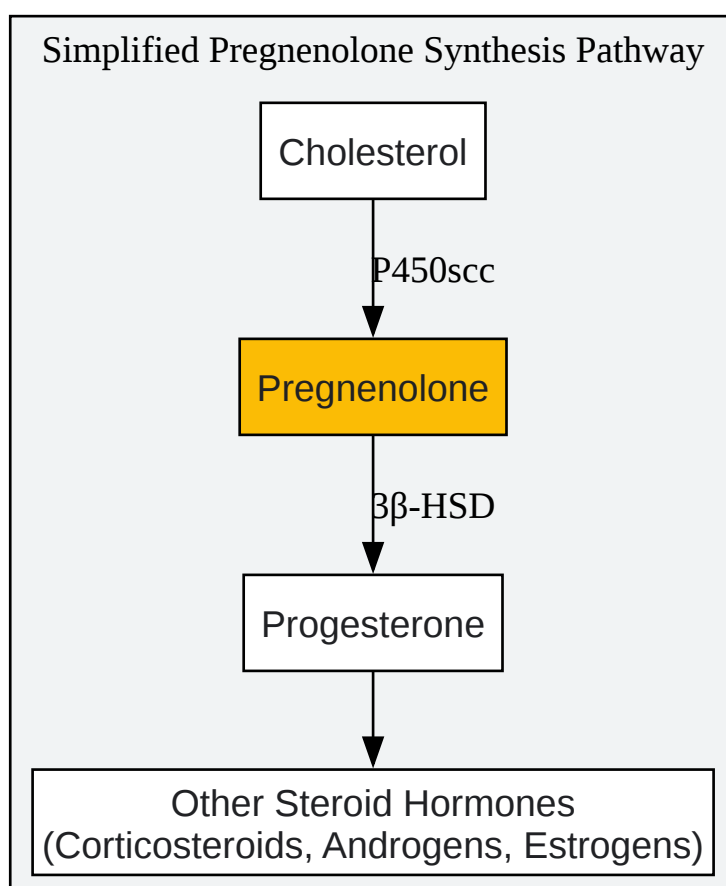 Simplified Pregnenolone Synthesis Pathway
Cholesterol
P450scc
Pregnenolone
3β-HSD
Progesterone
Other Steroid Hormones
(Corticosteroids, Androgens, Estrogens)